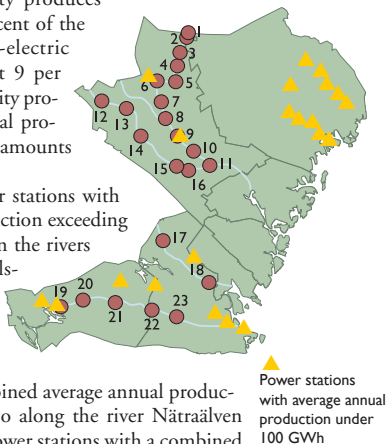 ty produces
cent of the
-electric
t 9 per
ity pro-
al pro-
amounts
er stations with
ction exceeding
n the rivers
ls-
bined average annual produc-
o along the river Nätraälven
ower stations with a combined
1
2
3
4
5
6
7
8
9
10
11
12
13
14
15
16
17
18
19
20
21
22
23
Power stations
with average annual
production under
100 GWh